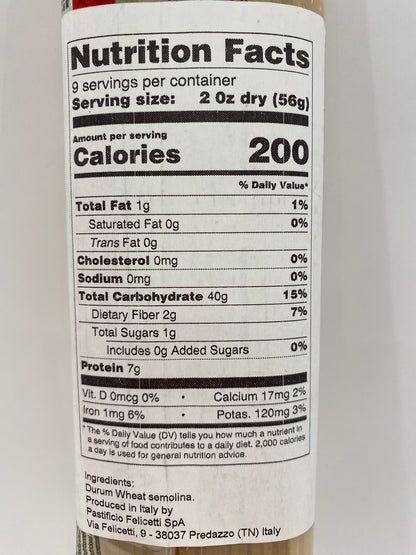 Nutrition Facts
9 servings per container
Serving size: 2 Oz dry (56g)
Amount per serving
Calories 200
% Daily Value*
Total Fat 1g 1%
Saturated Fat 0g 0%
Trans Fat 0g
Cholesterol 0mg 0%
Sodium 0mg 0%
Total Carbohydrate 40g 15%
Dietary Fiber 2g 7%
Total Sugars 1g
Includes 0g Added Sugars 0%
Protein 7g
Vit. D 0mcg 0% • Calcium 17mg 2%
Iron 1mg 6% • Potas. 120mg 3%
* The % Daily Value (DV) tells you how much a nutrient in
a serving of food contributes to a daily diet. 2,000 calories
a day is used for general nutrition advice.
Ingredients:
Durum Wheat semolina.
Produced in Italy by
Pastificio Felicetti SpA
Via Felicetti, 9 - 38037 Predazzo (TN) Italy